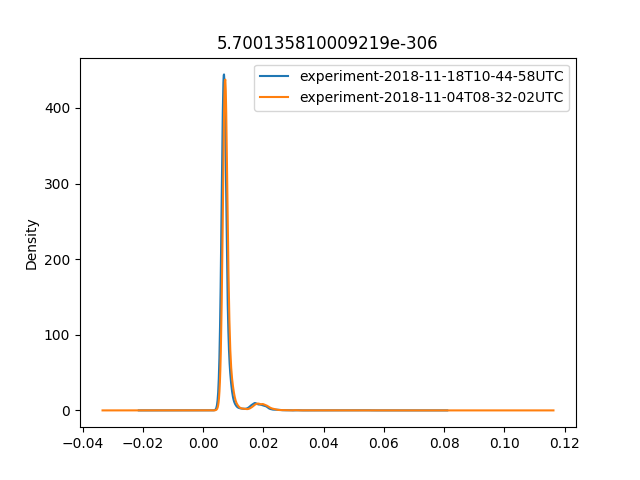 5.700135810009219e-306
experiment-2018-11-18T10-44-58UTC
experiment-2018-11-04T08-32-02UTC
Density
400
300
200
100
0
−0.04 −0.02 0.00 0.02 0.04 0.06 0.08 0.10 0.12